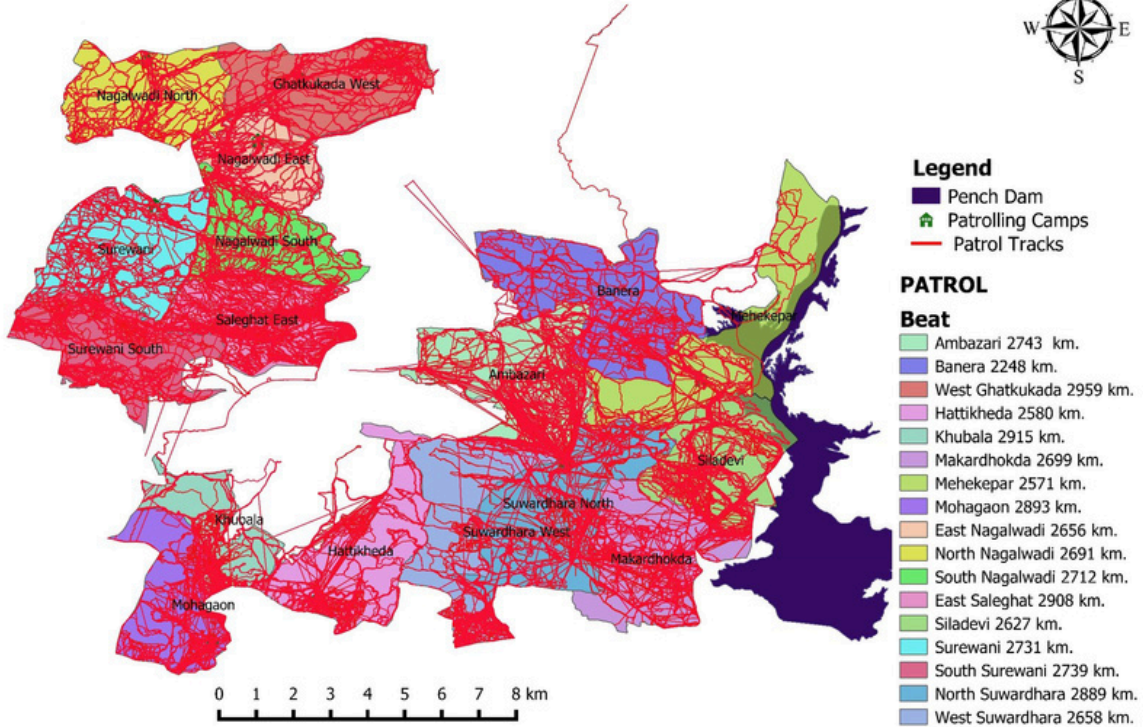 W E
S
Ghatkukada West
Nagalwadi North
Nagalwadi East
Nagalwadi South
Surewani
Saleghat East
Surewani South
Banera
Mehekepar
Ambazari
Siladevi
Suwardhara North
Khubala
Suwardhara West
Hattikheda
Makardhokda
Mohagaon
0 1 2 3 4 5 6 7 8 km
Legend
Pench Dam
Patrolling Camps
Patrol Tracks
PATROL
Beat
Ambazari 2743 km.
Banera 2248 km.
West Ghatkukada 2959 km.
Hattikheda 2580 km.
Khubala 2915 km.
Makardhokda 2699 km.
Mehekepar 2571 km.
Mohagaon 2893 km.
East Nagalwadi 2656 km.
North Nagalwadi 2691 km.
South Nagalwadi 2712 km.
East Saleghat 2908 km.
Siladevi 2627 km.
Surewani 2731 km.
South Surewani 2739 km.
North Suwardhara 2889 km.
West Suwardhara 2658 km.